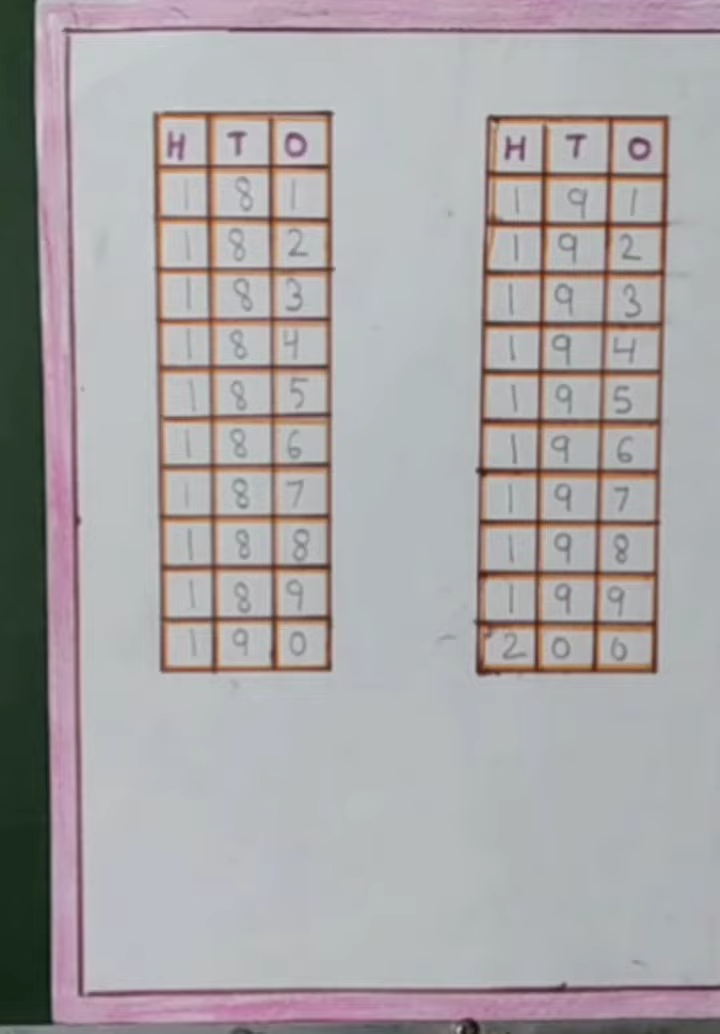 H T O
1 8 1
1 8 2
1 8 3
1 8 4
1 8 5
1 8 6
1 8 7
1 8 8
1 8 9
1 9 0
H T O
1 9 1
1 9 2
1 9 3
1 9 4
1 9 5
1 9 6
1 9 7
1 9 8
1 9 9
2 0 0